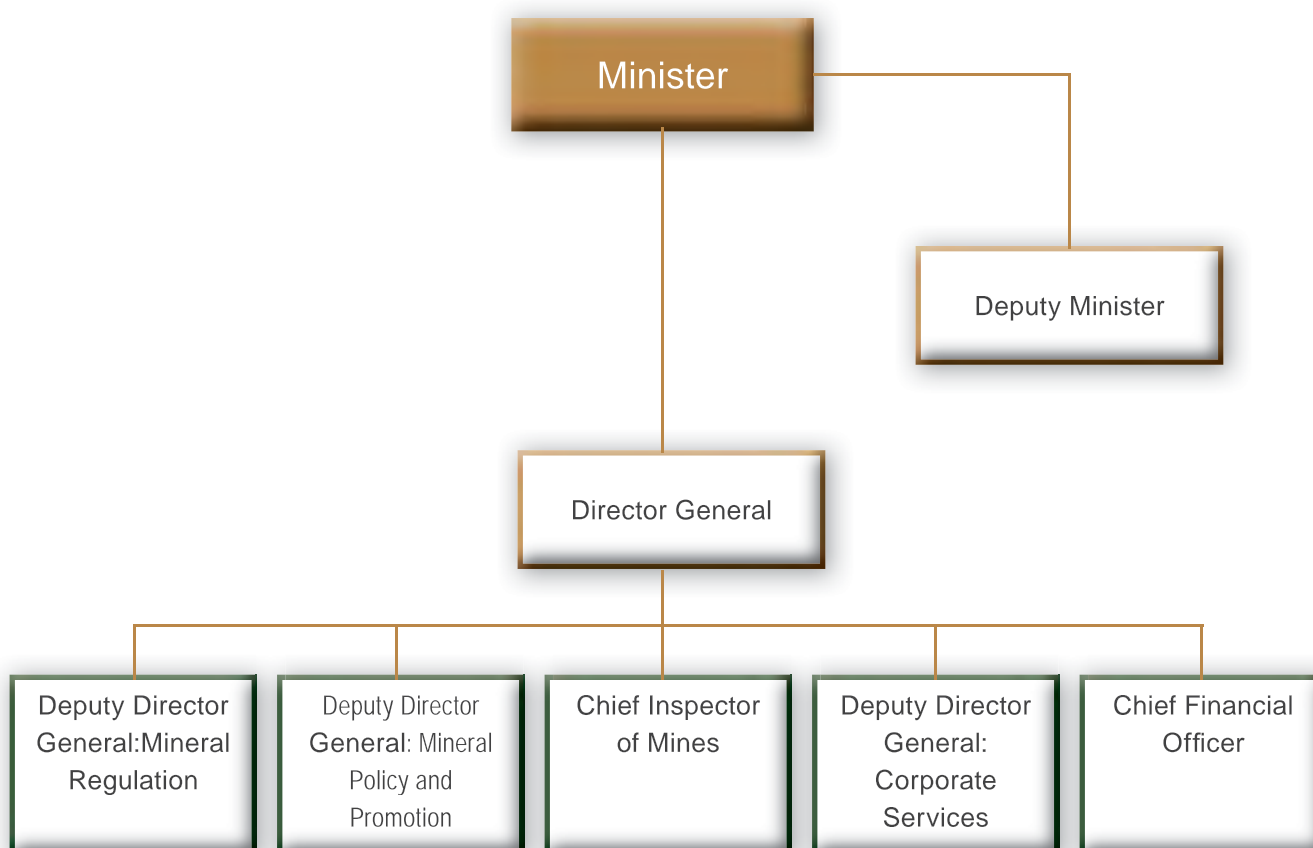 Minister
Deputy Minister
Director General
Deputy Director
General:Mineral
Regulation
Deputy Director
General: Mineral
Policy and
Promotion
Chief Inspector
of Mines
Deputy Director
General:
Corporate
Services
Chief Financial
Officer